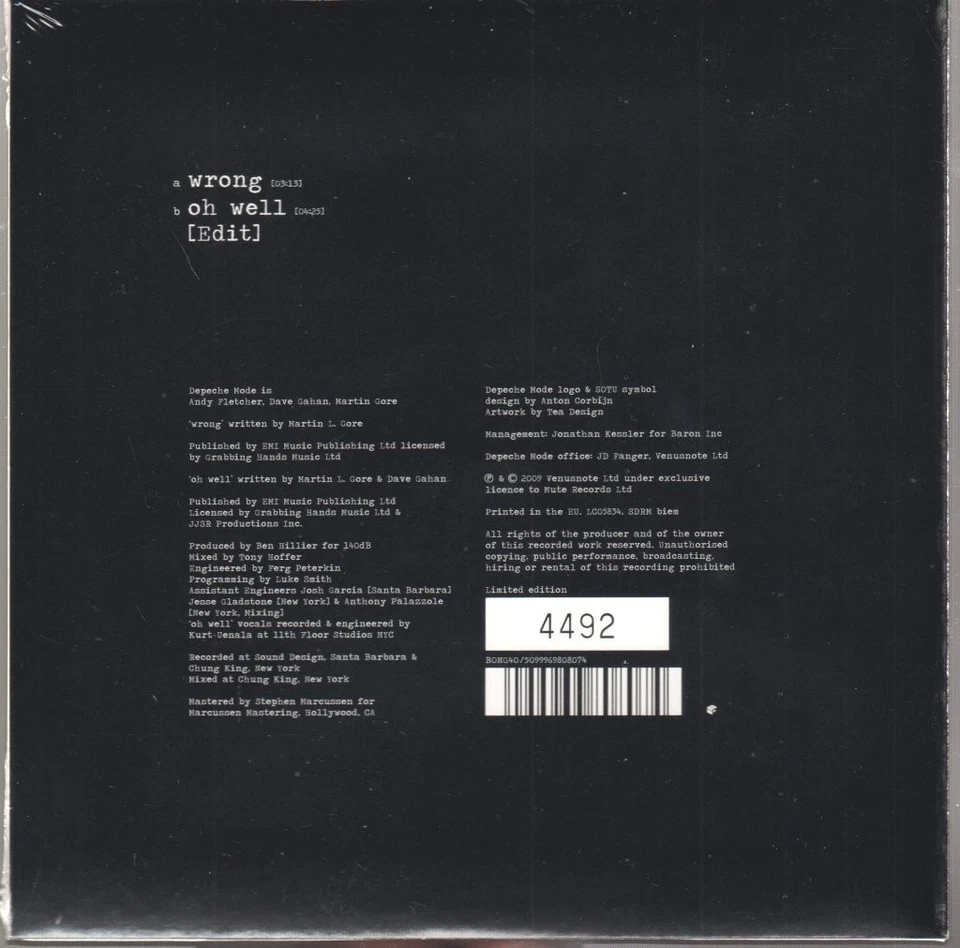 a wrong [03:13]
b oh well [04:25]
[Edit]
Depeche Mode is
Andy Fletcher, Dave Gahan, Martin Gore
'wrong' written by Martin L. Gore
Published by EMI Music Publishing Ltd licensed
by Grabbing Hands Music Ltd
'oh well' written by Martin L. Gore & Dave Gahan
Published by EMI Music Publishing Ltd
Licensed by Grabbing Hands Music Ltd &
JJSR Productions Inc.
Produced by Ben Hillier for 140dB
Mixed by Tony Hoffer
Engineered by Ferg Peterkin
Programming by Luke Smith
Assistant Engineers Josh Garcia [Santa Barbara]
Jesse Gladstone [New York] & Anthony Palazzole
[New York, Mixing]
'oh well' vocals recorded & engineered by
Kurt Uenala at 11th Floor Studios NYC
Recorded at Sound Design, Santa Barbara &
Chung King, New York
Mixed at Chung King, New York
Mastered by Stephen Marcussen for
Marcussen Mastering, Hollywood, CA
Depeche Mode logo & SOTU symbol
design by Anton Corbijn
Artwork by Tea Design
Management: Jonathan Kessler for Baron Inc
Depeche Mode office: JD Fanger, Venusnote Ltd
℗ & © 2009 Venusnote Ltd under exclusive
licence to Mute Records Ltd
Printed in the EU. LC05834. SDRM biem
All rights of the producer and of the owner
of this recorded work reserved. Unauthorised
copying, public performance, broadcasting,
hiring or rental of this recording prohibited
Limited edition
4492
BONG40/5099969808074